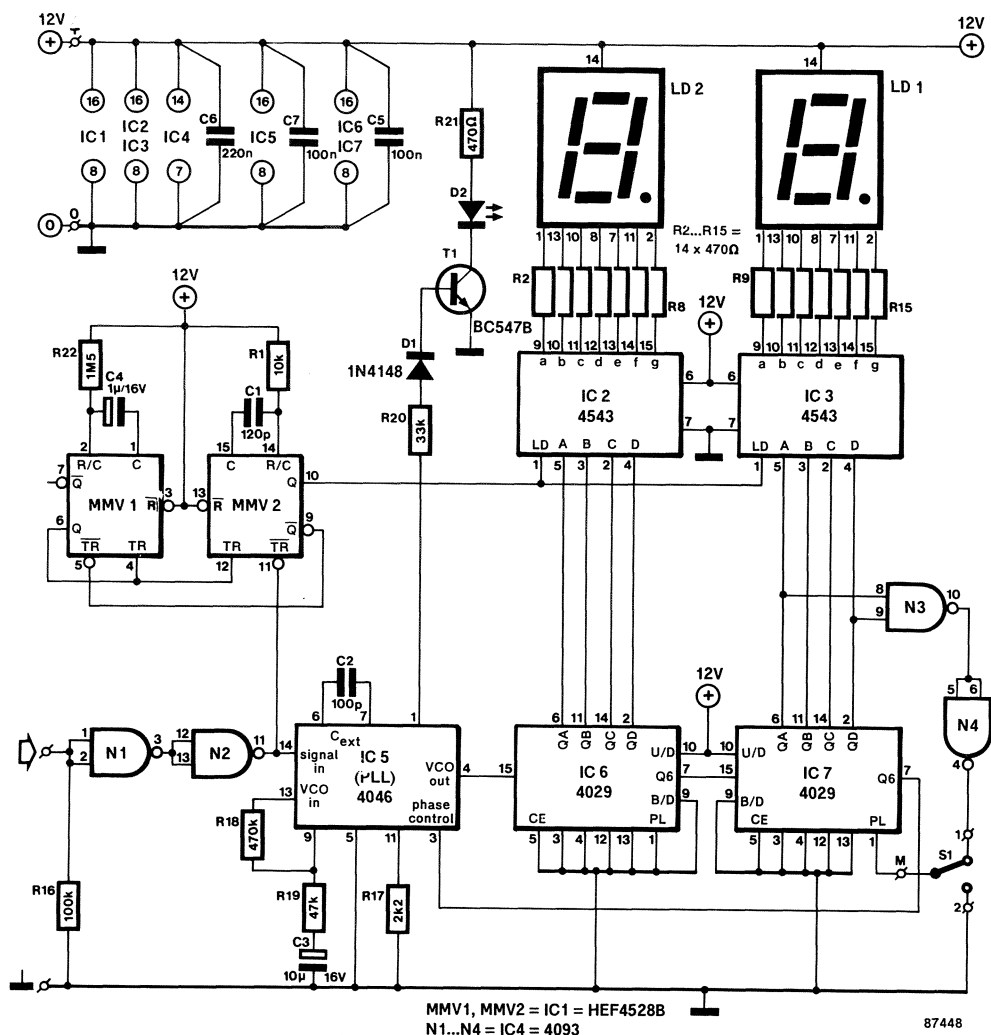 12V
+
12V
+
0
0
16
16
14
16
16
IC1
IC2
IC3
IC4
C6
220n
IC5
C7
100n
IC6
IC7
C5
100n
8
8
7
8
8
R21
470Ω
D2
T1
BC547B
D1
1N4148
R20
33k
14
LD 2
14
LD 1
1 13 10 8 7 11 2
R2...R15 =
14 x 470Ω
1 13 10 8 7 11 2
R2
R8
R9
R15
12V
+
9 10 11 12 13 14 15
a b c d e f g
IC 2
4543
6
7
LD A B C D
1 5 3 2 4
9 10 11 12 13 14 15
a b c d e f g
IC 3
4543
6
7
LD A B C D
1 5 3 2 4
12V
+
R22
1M5
C4
1µ/16V
R1
10k
C1
120p
2 1
R/C C
7
Q
MMV 1
R
3
6
Q
TR TR
5 4
15 14
C R/C
Q
10
13
R
MMV 2
Q
9
TR TR
12 11
8
9
N3
10
5 6
N4
4
1
S1
M
2
C2
100p
6 7 1
Cext
1
2
N1
3
12
13
N2
11
14
signal
in
IC 5
(PLL)
4046
VCO
out
4
13
VCO
in
phase
control
9 5 11 3
R18
470k
R19
47k
C3
10µ 16V
R17
2k2
R16
100k
12V
+
6 11 14 2
QA QB QC QD
15
IC 6
4029
U/D 10
Q6 7
B/D 9
CE PL
5 3 4 12 13 1
6 11 14 2
QA QB QC QD
10 U/D
15
IC 7
4029
Q6
7
9
B/D
CE PL
5 3 4 12 13 1
MMV1, MMV2 = IC1 = HEF4528B
N1...N4 = IC4 = 4093
87448